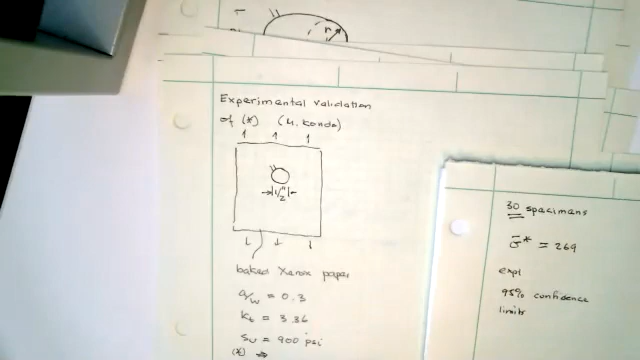 r
Experimental validation
of (*) (M. Konda)
1/2"
baked Xerox paper
a/w = 0.3
Kt = 3.36
Su = 900 psi
(*) ⇒
30 specimans
σ̄* = 269
expl
95% confidence
limits